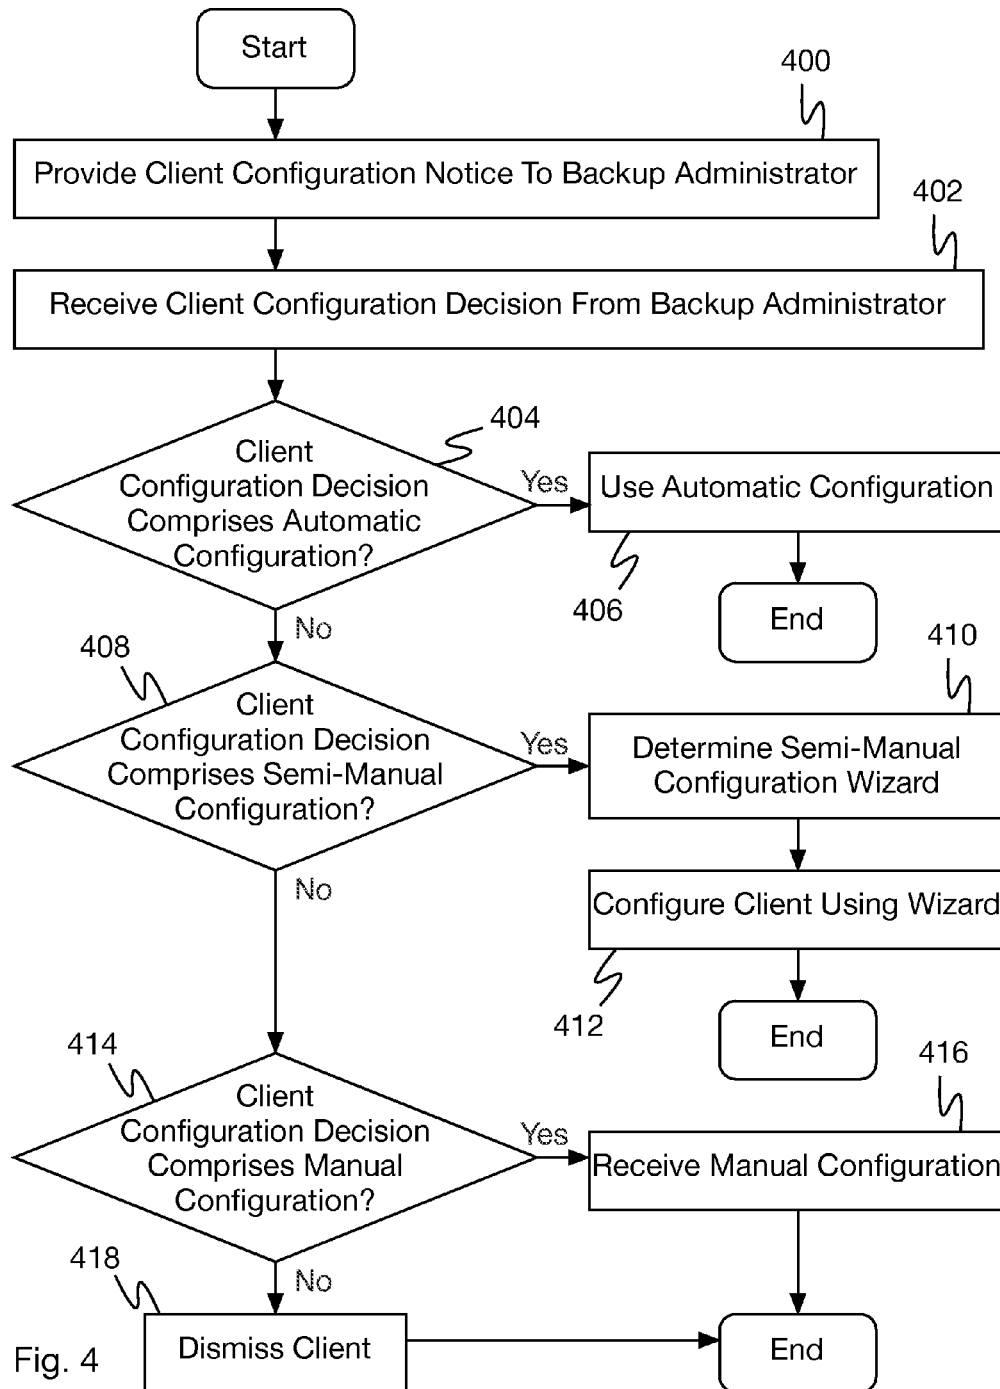 Start
400
Provide Client Configuration Notice To Backup Administrator
402
Receive Client Configuration Decision From Backup Administrator
404
Client
Configuration Decision
Comprises Automatic
Configuration?
Yes
Use Automatic Configuration
406
End
No
408
Client
Configuration Decision
Comprises Semi-Manual
Configuration?
Yes
410
Determine Semi-Manual
Configuration Wizard
No
Configure Client Using Wizard
412
End
414
Client
Configuration Decision
Comprises Manual
Configuration?
Yes
416
Receive Manual Configuration
No
418
Dismiss Client
End
Fig. 4